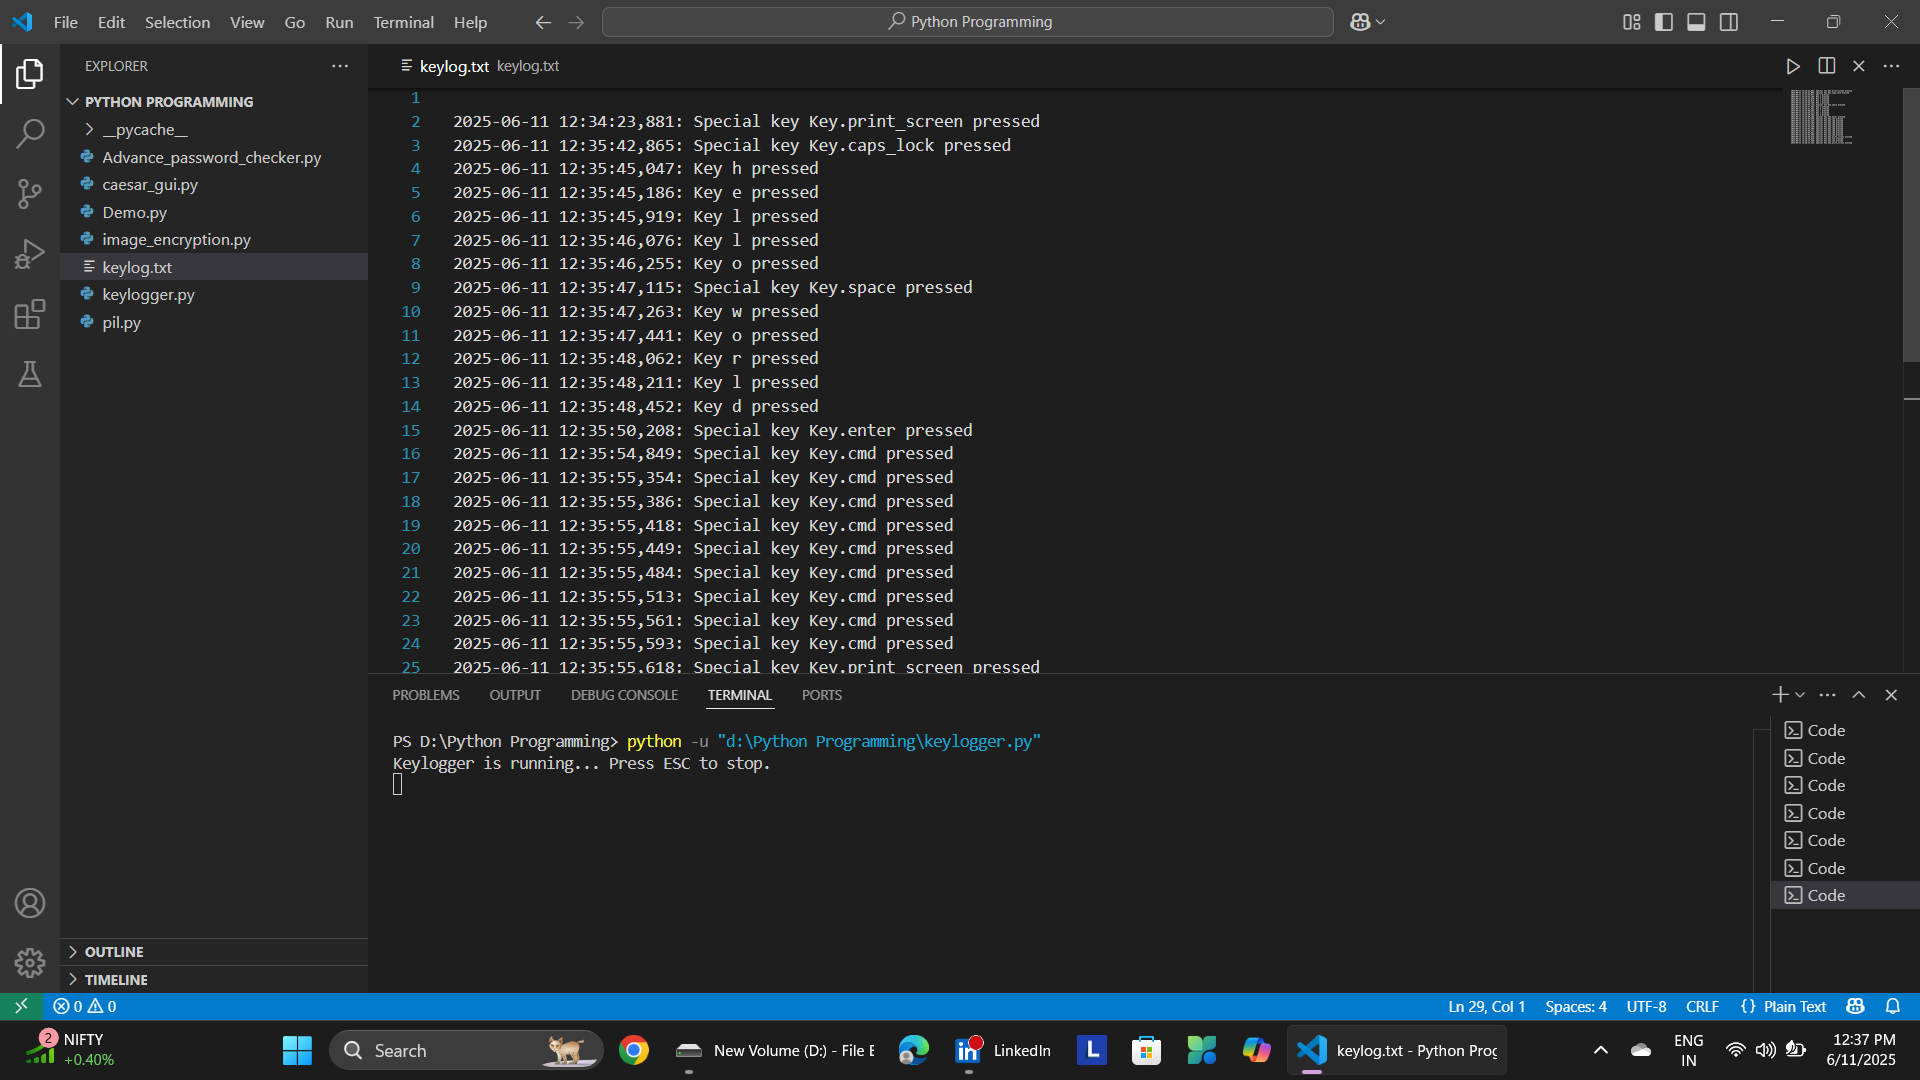 File Edit Selection View Go Run Terminal Help
Python Programming
EXPLORER
PYTHON PROGRAMMING
__pycache__
Advance_password_checker.py
caesar_gui.py
Demo.py
image_encryption.py
keylog.txt
keylogger.py
pil.py
OUTLINE
TIMELINE
keylog.txt keylog.txt
1
2 2025-06-11 12:34:23,881: Special key Key.print_screen pressed
3 2025-06-11 12:35:42,865: Special key Key.caps_lock pressed
4 2025-06-11 12:35:45,047: Key h pressed
5 2025-06-11 12:35:45,186: Key e pressed
6 2025-06-11 12:35:45,919: Key l pressed
7 2025-06-11 12:35:46,076: Key l pressed
8 2025-06-11 12:35:46,255: Key o pressed
9 2025-06-11 12:35:47,115: Special key Key.space pressed
10 2025-06-11 12:35:47,263: Key w pressed
11 2025-06-11 12:35:47,441: Key o pressed
12 2025-06-11 12:35:48,062: Key r pressed
13 2025-06-11 12:35:48,211: Key l pressed
14 2025-06-11 12:35:48,452: Key d pressed
15 2025-06-11 12:35:50,208: Special key Key.enter pressed
16 2025-06-11 12:35:54,849: Special key Key.cmd pressed
17 2025-06-11 12:35:55,354: Special key Key.cmd pressed
18 2025-06-11 12:35:55,386: Special key Key.cmd pressed
19 2025-06-11 12:35:55,418: Special key Key.cmd pressed
20 2025-06-11 12:35:55,449: Special key Key.cmd pressed
21 2025-06-11 12:35:55,484: Special key Key.cmd pressed
22 2025-06-11 12:35:55,513: Special key Key.cmd pressed
23 2025-06-11 12:35:55,561: Special key Key.cmd pressed
24 2025-06-11 12:35:55,593: Special key Key.cmd pressed
25 2025-06-11 12:35:55,618: Special key Key.print_screen pressed
PROBLEMS OUTPUT DEBUG CONSOLE TERMINAL PORTS
PS D:\Python Programming> python -u "d:\Python Programming\keylogger.py"
Keylogger is running... Press ESC to stop.
Code
Code
Code
Code
Code
Code
Code
0 0
Ln 29, Col 1 Spaces: 4 UTF-8 CRLF {} Plain Text
2 NIFTY
+0.40%
Search
New Volume (D:) - File E
in LinkedIn
L
keylog.txt - Python Prog
ENG
IN
12:37 PM
6/11/2025